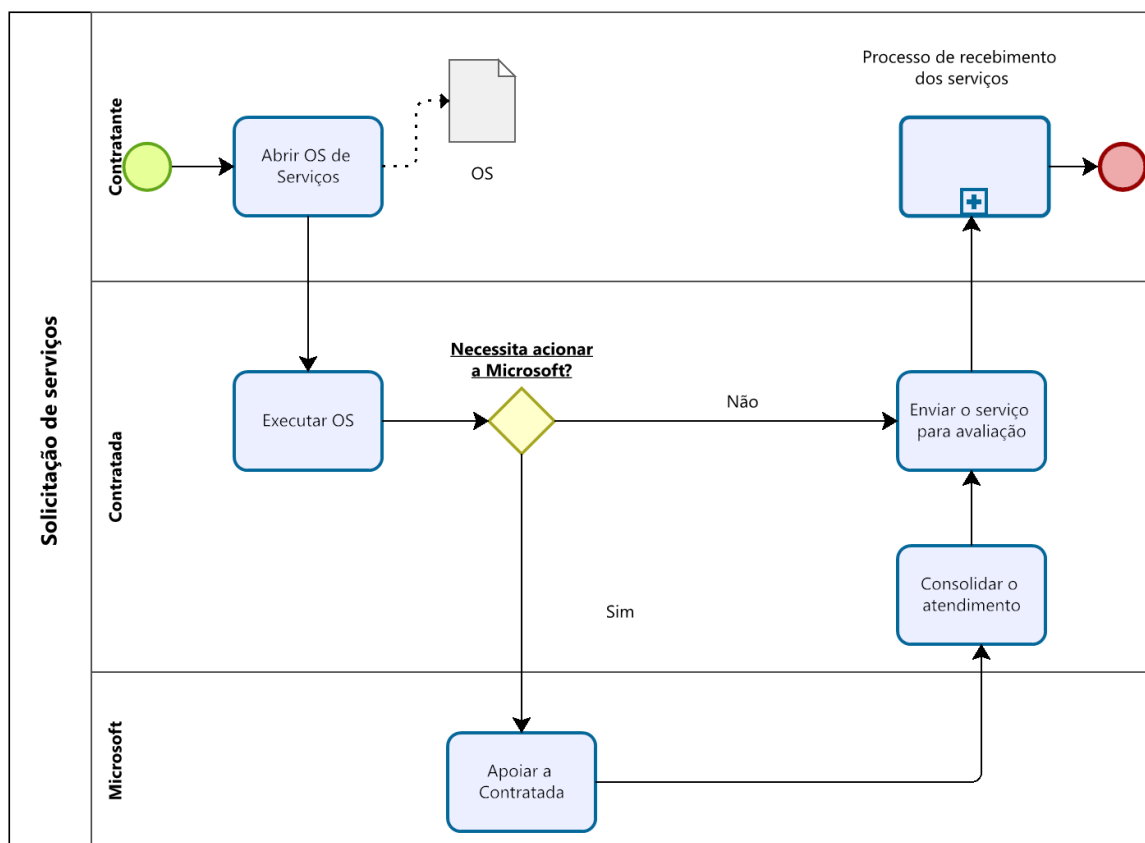 Solicitação de serviços
Contratante
Abrir OS de
Serviços
OS
Processo de recebimento
dos serviços
Contratada
Executar OS
Necessita acionar
a Microsoft?
Não
Enviar o serviço
para avaliação
Sim
Consolidar o
atendimento
Microsoft
Apoiar a
Contratada